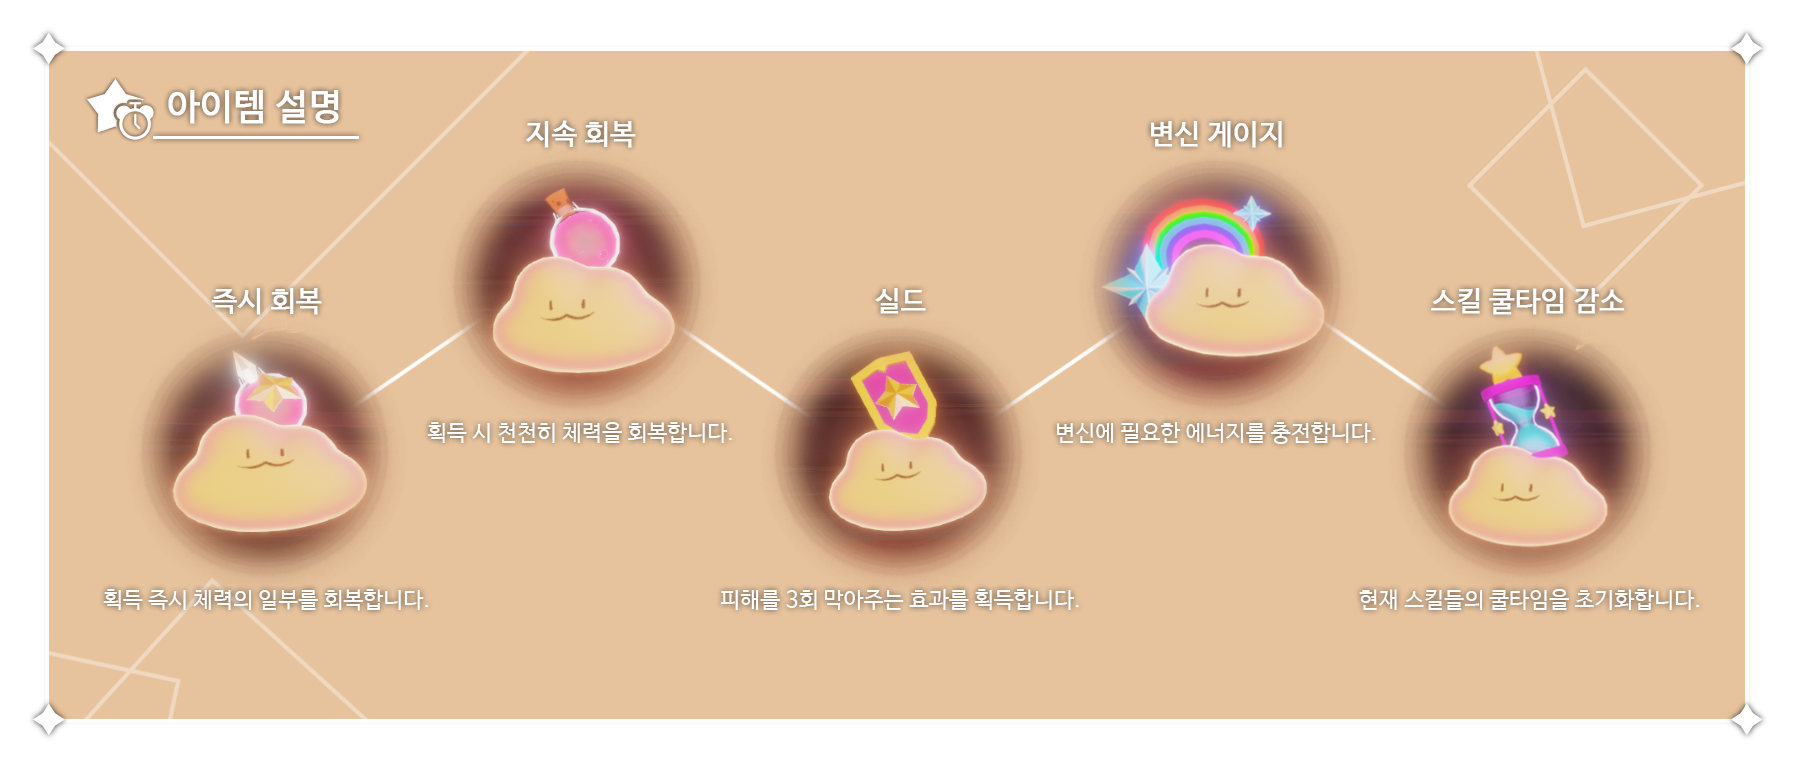 아이템 설명
즉시 회복
획득 즉시 체력의 일부를 회복합니다.
지속 회복
획득 시 천천히 체력을 회복합니다.
실드
피해를 3회 막아주는 효과를 획득합니다.
변신 게이지
변신에 필요한 에너지를 충전합니다.
스킬 쿨타임 감소
현재 스킬들의 쿨타임을 초기화합니다.